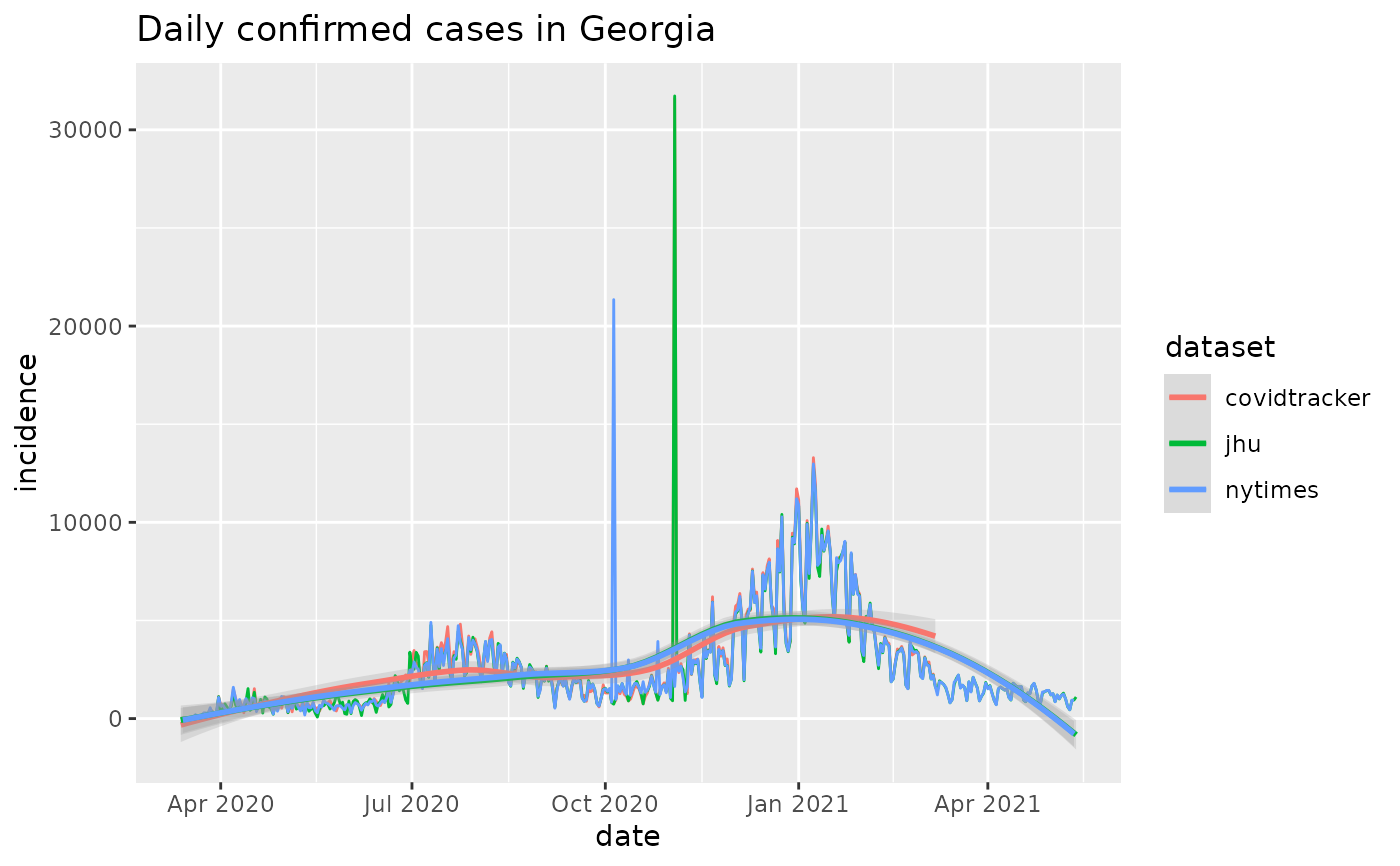 Daily confirmed cases in Georgia
30000
20000
10000
0
incidence
Apr 2020
Jul 2020
Oct 2020
Jan 2021
Apr 2021
date
dataset
covidtracker
jhu
nytimes